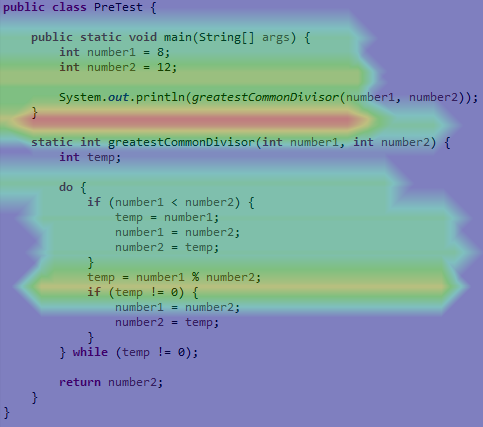 public class PreTest {
public static void main(String[] args) {
int number1 = 8;
int number2 = 12;
System.out.println(greatestCommonDivisor(number1, number2));
}
static int greatestCommonDivisor(int number1, int number2) {
int temp;
do {
if (number1 < number2) {
temp = number1;
number1 = number2;
number2 = temp;
}
temp = number1 % number2;
if (temp != 0) {
number1 = number2;
number2 = temp;
}
} while (temp != 0);
return number2;
}
}